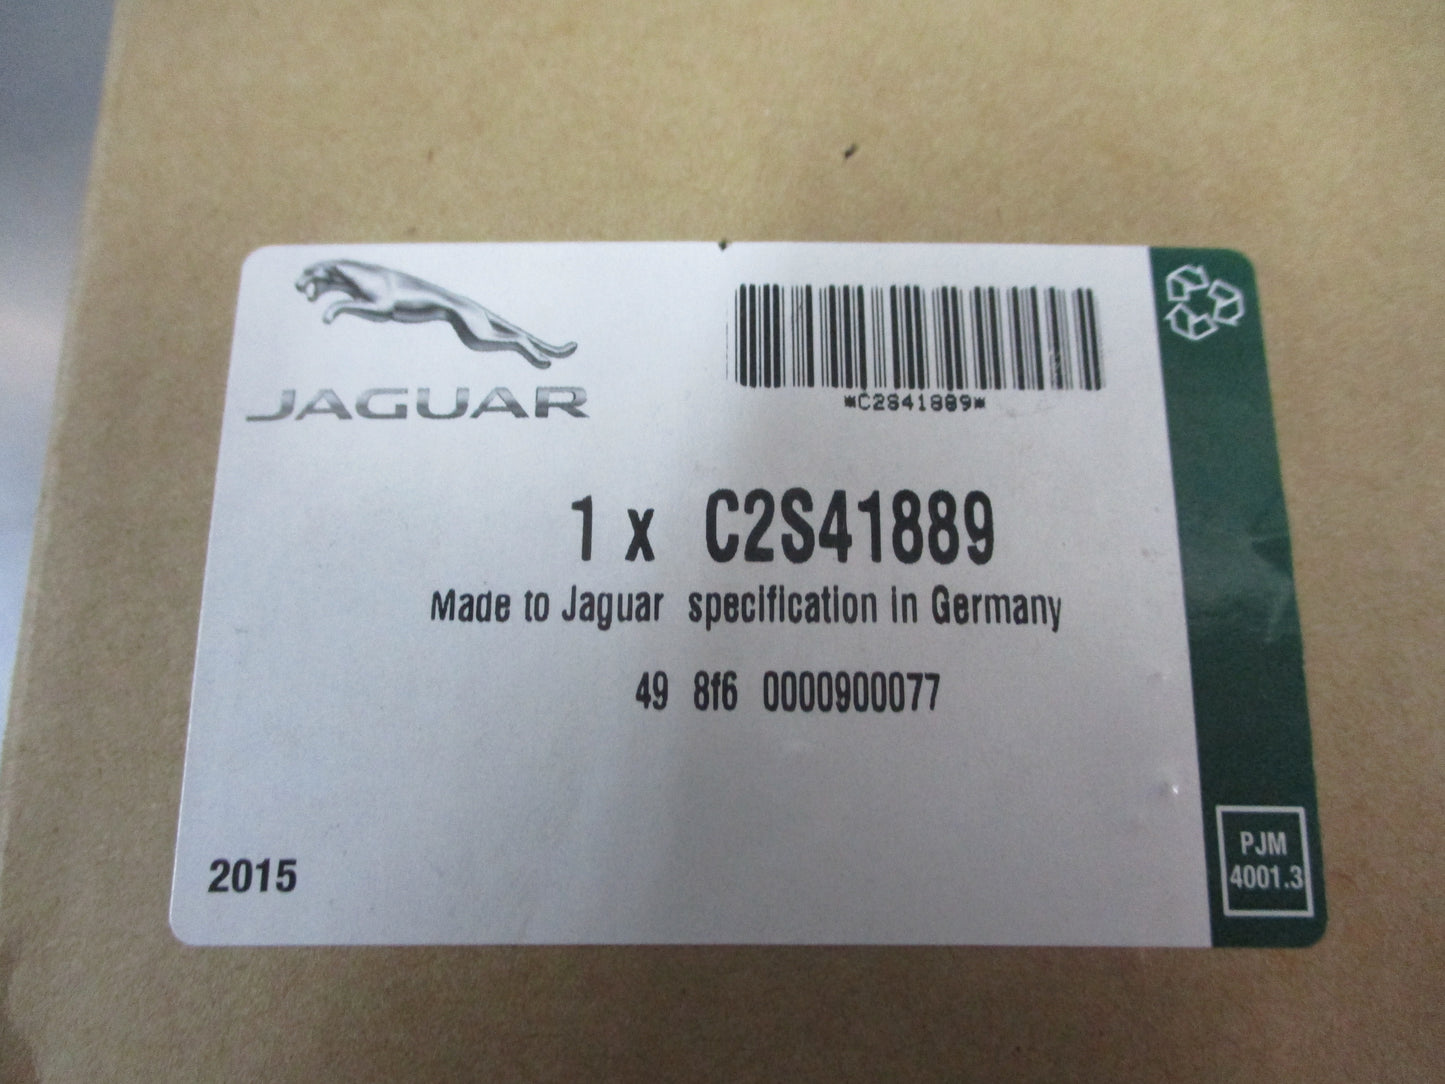 JAGUAR
*C2S41889*
1 x C2S41889
Made to Jaguar specification in Germany
49 8f6 0000900077
2015
PJM
4001.3